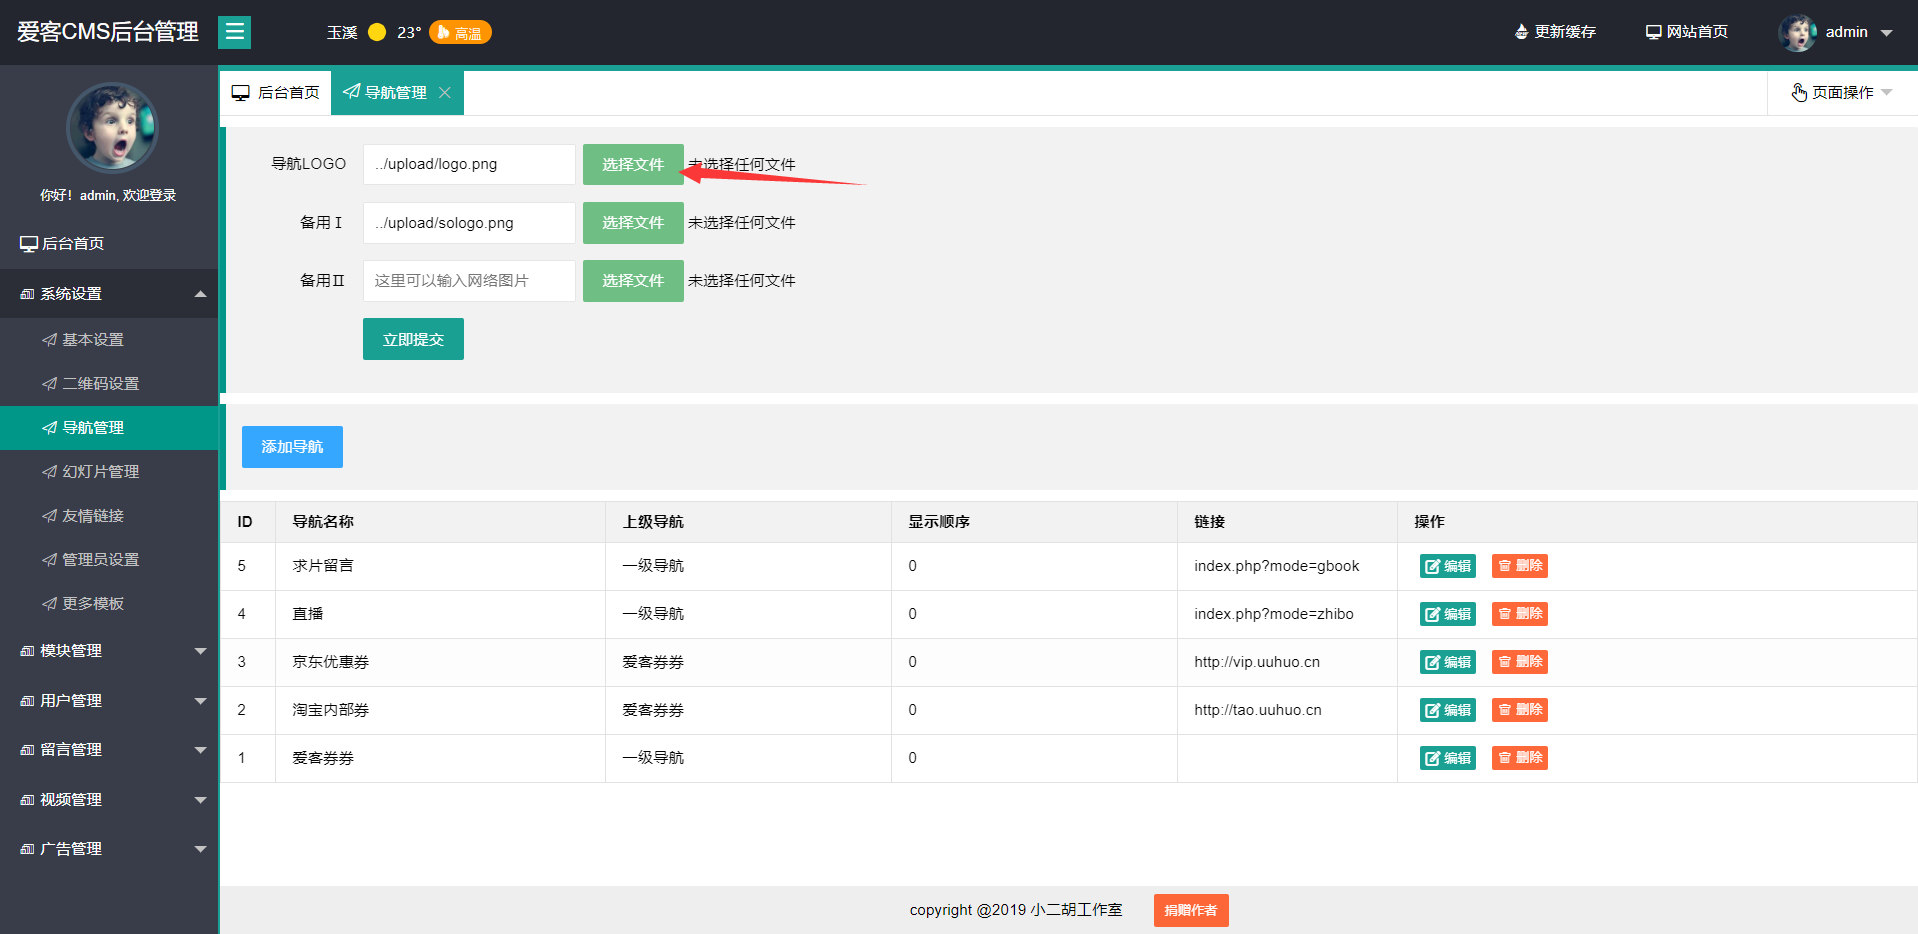 爱客CMS后台管理
玉溪 23° 高温
更新缓存
网站首页
admin
你好！admin, 欢迎登录
后台首页
系统设置
基本设置
二维码设置
导航管理
幻灯片管理
友情链接
管理员设置
更多模板
模块管理
用户管理
留言管理
视频管理
广告管理
后台首页
导航管理
页面操作
导航LOGO ../upload/logo.png 选择文件 未选择任何文件
备用Ⅰ ../upload/sologo.png 选择文件 未选择任何文件
备用Ⅱ 这里可以输入网络图片 选择文件 未选择任何文件
立即提交
添加导航
ID 导航名称 上级导航 显示顺序 链接 操作
5 求片留言 一级导航 0 index.php?mode=gbook 编辑 删除
4 直播 一级导航 0 index.php?mode=zhibo 编辑 删除
3 京东优惠券 爱客券券 0 http://vip.uuhuo.cn 编辑 删除
2 淘宝内部券 爱客券券 0 http://tao.uuhuo.cn 编辑 删除
1 爱客券券 一级导航 0 编辑 删除
copyright @2019 小二胡工作室 捐赠作者